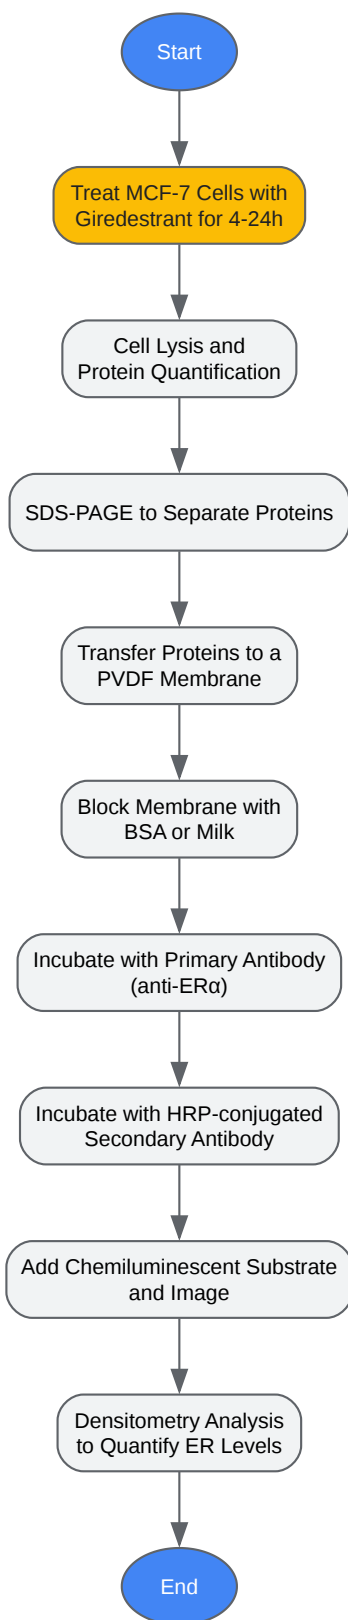 Start
Treat MCF-7 Cells with
Giredestrant for 4-24h
Cell Lysis and
Protein Quantification
SDS-PAGE to Separate Proteins
Transfer Proteins to a
PVDF Membrane
Block Membrane with
BSA or Milk
Incubate with Primary Antibody
(anti-ERα)
Incubate with HRP-conjugated
Secondary Antibody
Add Chemiluminescent Substrate
and Image
Densitometry Analysis
to Quantify ER Levels
End